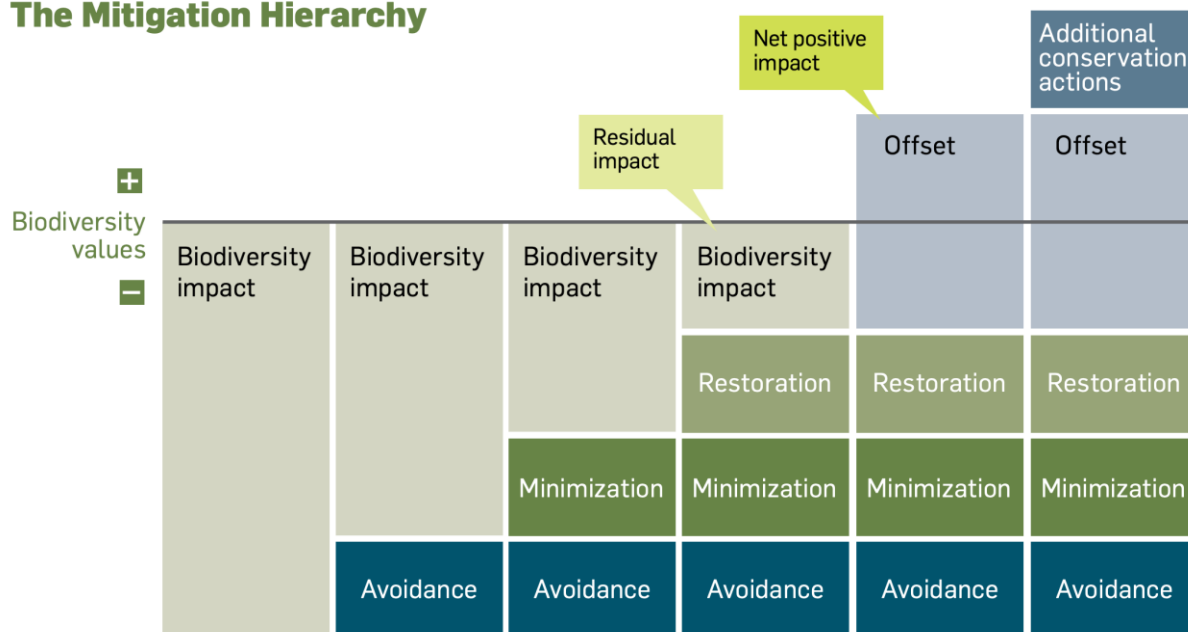 The Mitigation Hierarchy
Net positive
impact
Additional
conservation
actions
Residual
impact
Offset
Offset
+
Biodiversity
values
−
Biodiversity
impact
Biodiversity
impact
Biodiversity
impact
Biodiversity
impact
Restoration
Restoration
Restoration
Minimization
Minimization
Minimization
Minimization
Avoidance
Avoidance
Avoidance
Avoidance
Avoidance